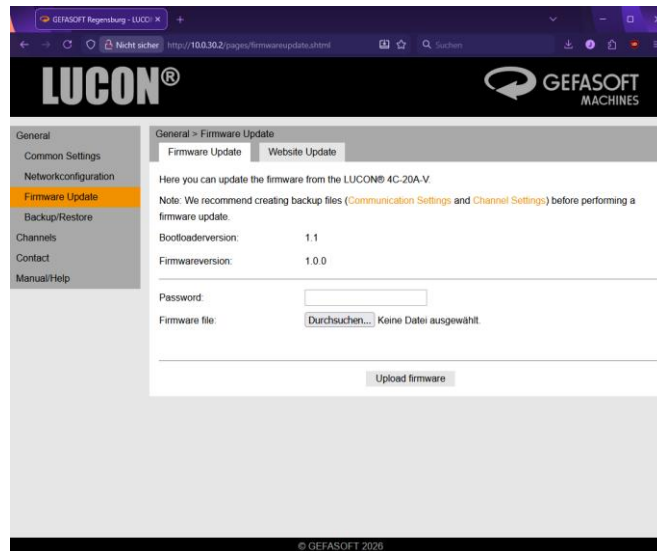 GEFASOFT Regensburg - LUCO
Nicht sicher http://10.0.30.2/pages/firmwareupdate.shtml Suchen
LUCON®
GEFASOFT
MACHINES
General
Common Settings
Networkconfiguration
Firmware Update
Backup/Restore
Channels
Contact
Manual/Help
General > Firmware Update
Firmware Update Website Update
Here you can update the firmware from the LUCON® 4C-20A-V.
Note: We recommend creating backup files (Communication Settings and Channel Settings) before performing a
firmware update.
Bootloaderversion: 1.1
Firmwareversion: 1.0.0
Password:
Firmware file: Durchsuchen... Keine Datei ausgewählt.
Upload firmware
© GEFASOFT 2026